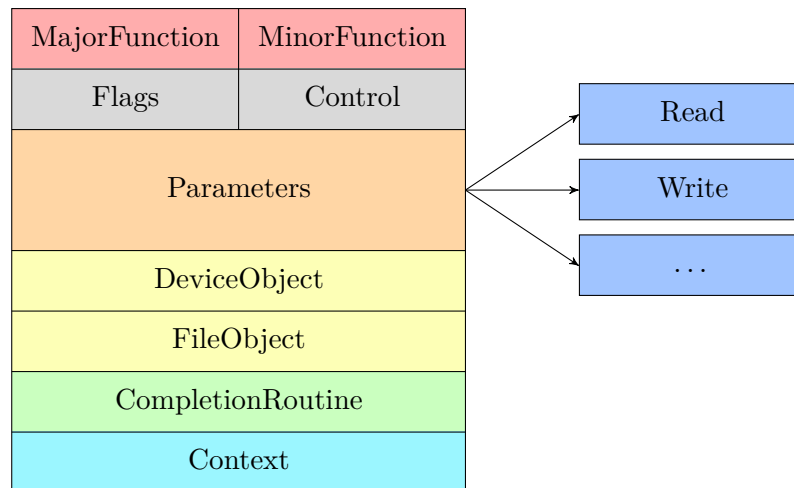 MajorFunction MinorFunction
Flags Control
Parameters
DeviceObject
FileObject
CompletionRoutine
Context
Read
Write
...